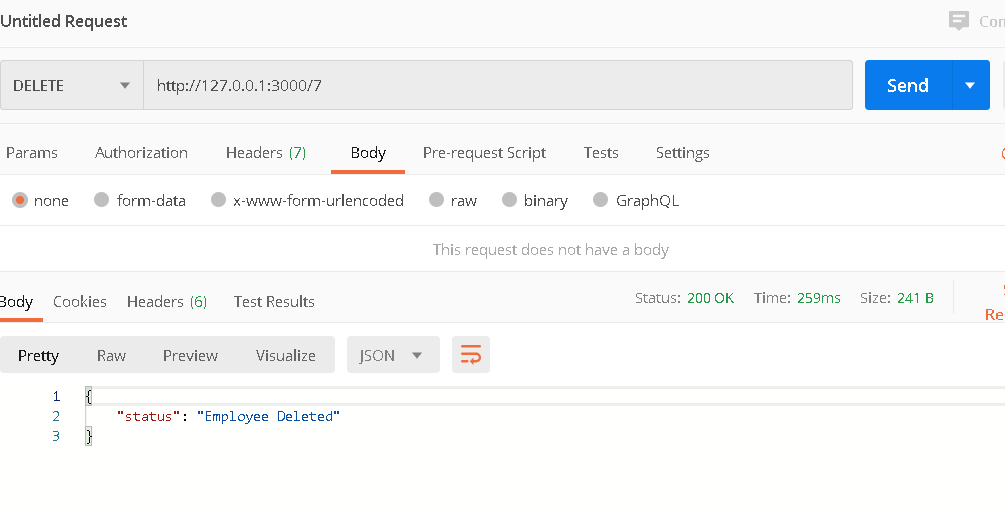 Untitled Request
DELETE http://127.0.0.1:3000/7 Send
Params Authorization Headers (7) Body Pre-request Script Tests Settings
none form-data x-www-form-urlencoded raw binary GraphQL
This request does not have a body
Body Cookies Headers (6) Test Results Status: 200 OK Time: 259ms Size: 241 B
Pretty Raw Preview Visualize JSON
1 {
2 "status": "Employee Deleted"
3 }